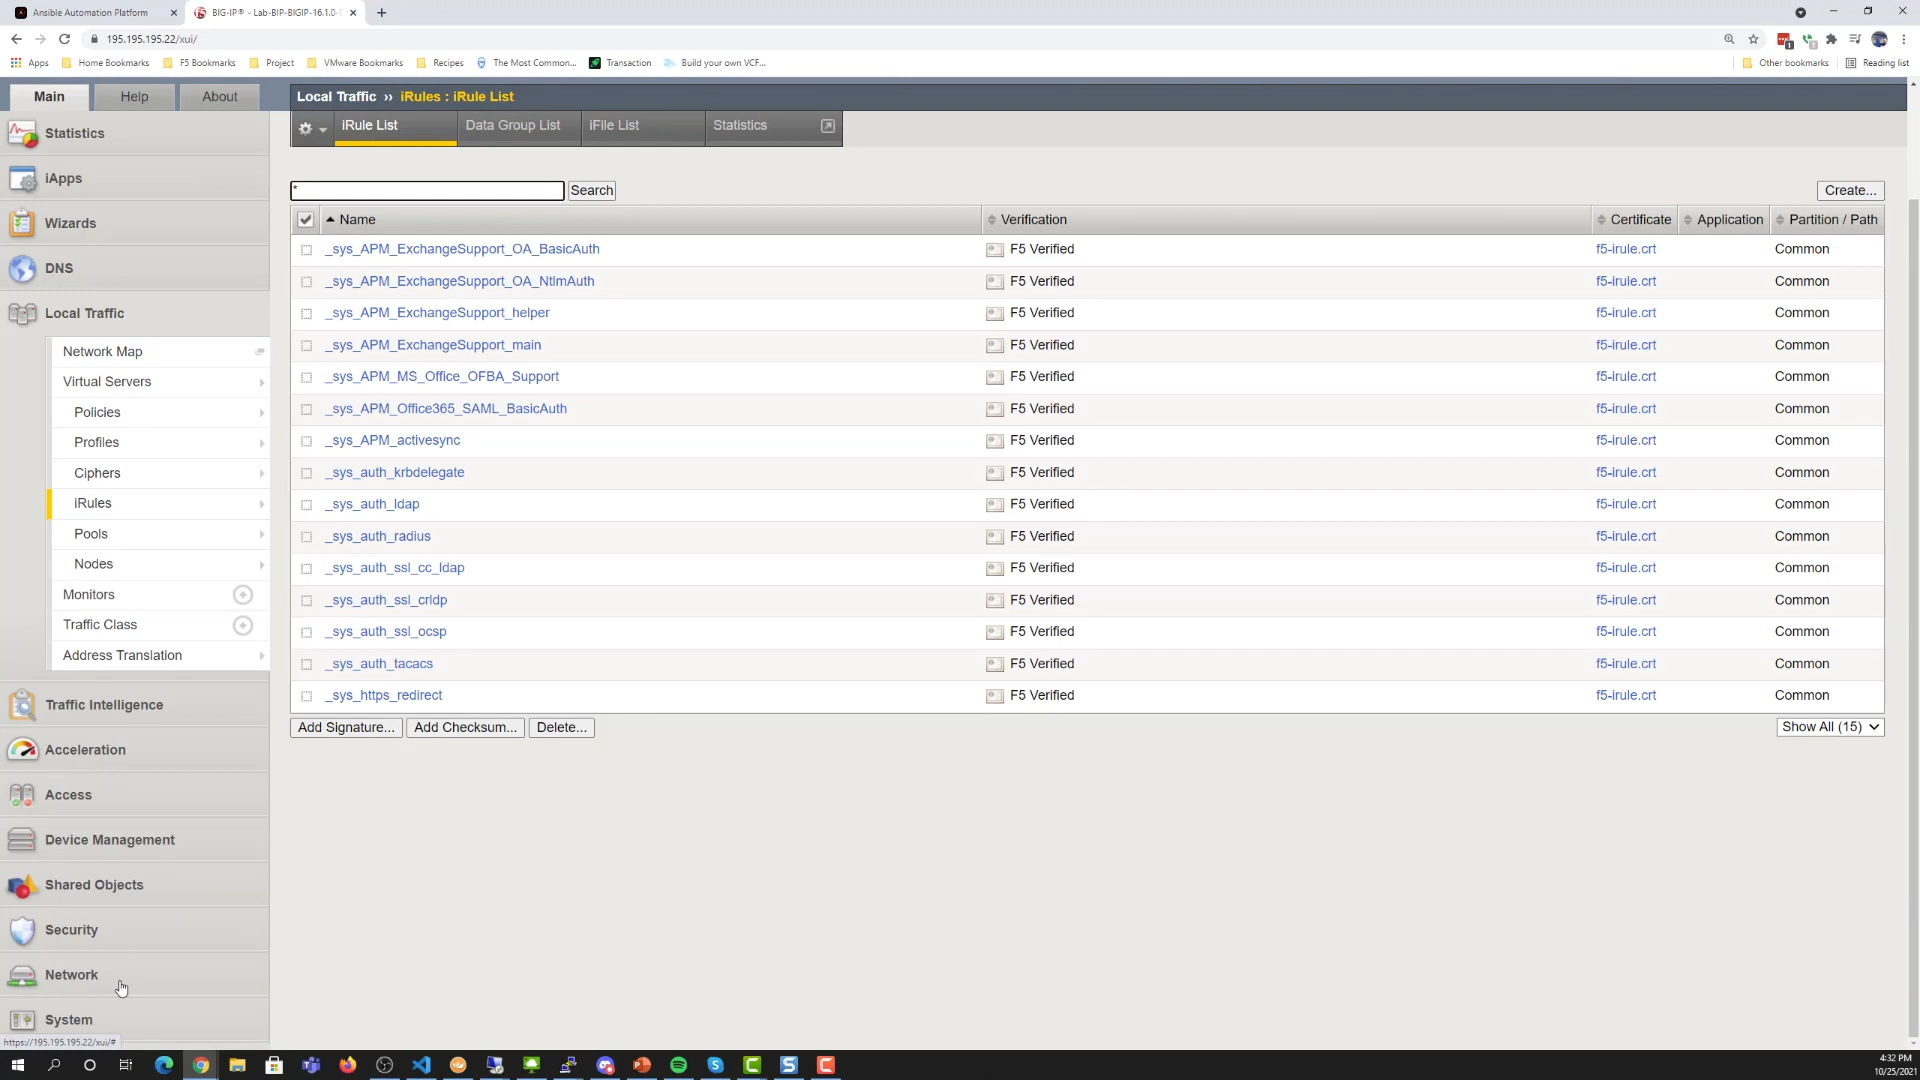 Ansible Automation Platform
BIG-IP® - Lab-BIP-BIGIP-16.1.0-
195.195.195.22/xui/
Apps
Home Bookmarks
F5 Bookmarks
Project
VMware Bookmarks
Recipes
The Most Common...
Transaction
Build your own VCF...
Other bookmarks
Reading list
Main
Help
About
Local Traffic ›› iRules : iRule List
iRule List
Data Group List
iFile List
Statistics
*
Search
Create...
Name
Verification
Certificate
Application
Partition / Path
_sys_APM_ExchangeSupport_OA_BasicAuth F5 Verified f5-irule.crt Common
_sys_APM_ExchangeSupport_OA_NtlmAuth F5 Verified f5-irule.crt Common
_sys_APM_ExchangeSupport_helper F5 Verified f5-irule.crt Common
_sys_APM_ExchangeSupport_main F5 Verified f5-irule.crt Common
_sys_APM_MS_Office_OFBA_Support F5 Verified f5-irule.crt Common
_sys_APM_Office365_SAML_BasicAuth F5 Verified f5-irule.crt Common
_sys_APM_activesync F5 Verified f5-irule.crt Common
_sys_auth_krbdelegate F5 Verified f5-irule.crt Common
_sys_auth_ldap F5 Verified f5-irule.crt Common
_sys_auth_radius F5 Verified f5-irule.crt Common
_sys_auth_ssl_cc_ldap F5 Verified f5-irule.crt Common
_sys_auth_ssl_crldp F5 Verified f5-irule.crt Common
_sys_auth_ssl_ocsp F5 Verified f5-irule.crt Common
_sys_auth_tacacs F5 Verified f5-irule.crt Common
_sys_https_redirect F5 Verified f5-irule.crt Common
Add Signature...
Add Checksum...
Delete...
Show All (15)
Statistics
iApps
Wizards
DNS
Local Traffic
Network Map
Virtual Servers
Policies
Profiles
Ciphers
iRules
Pools
Nodes
Monitors
Traffic Class
Address Translation
Traffic Intelligence
Acceleration
Access
Device Management
Shared Objects
Security
Network
System
https://195.195.195.22/xui/#
4:32 PM
10/25/2021